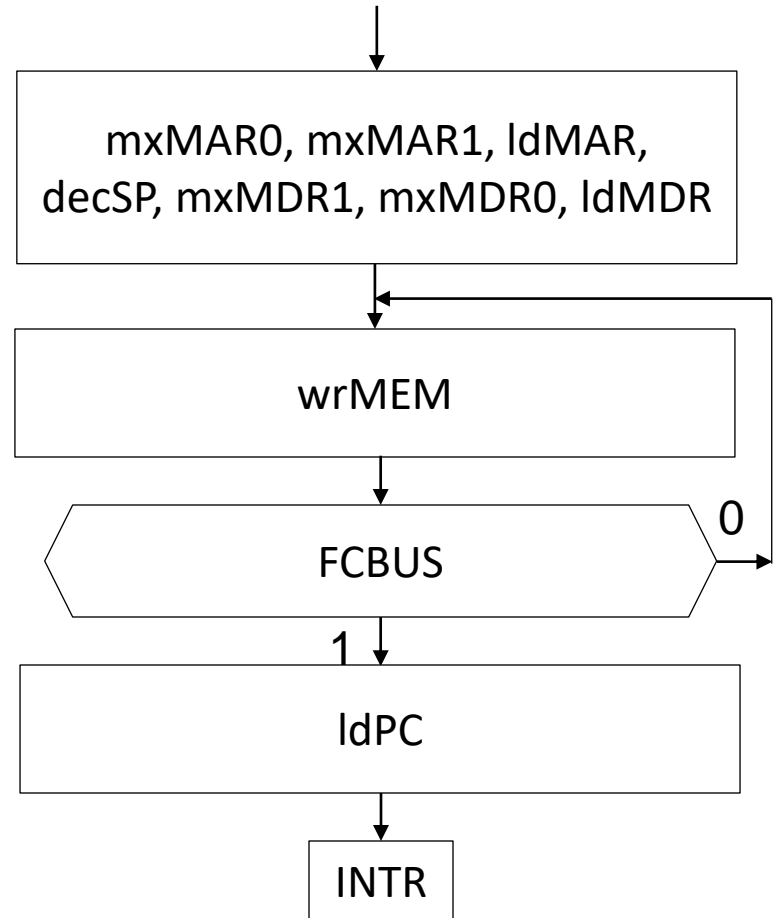 mxMAR0, mxMAR1, ldMAR,
decSP, mxMDR1, mxMDR0, ldMDR
wrMEM
FCBUS
0
1
ldPC
INTR